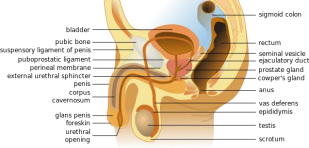 bladder
pubic bone
suspensory ligament of penis
puboprostatic ligament
perineal membrane
external urethral sphincter
penis
corpus
cavernosum
glans penis
foreskin
urethral
opening
sigmoid colon
rectum
seminal vesicle
ejaculatory duct
prostate gland
cowper's gland
anus
vas deferens
epididymis
testis
scrotum